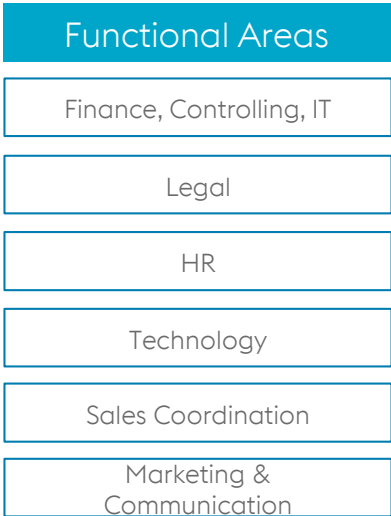 Functional Areas
Finance, Controlling, IT
Legal
HR
Technology
Sales Coordination
Marketing &
Communication